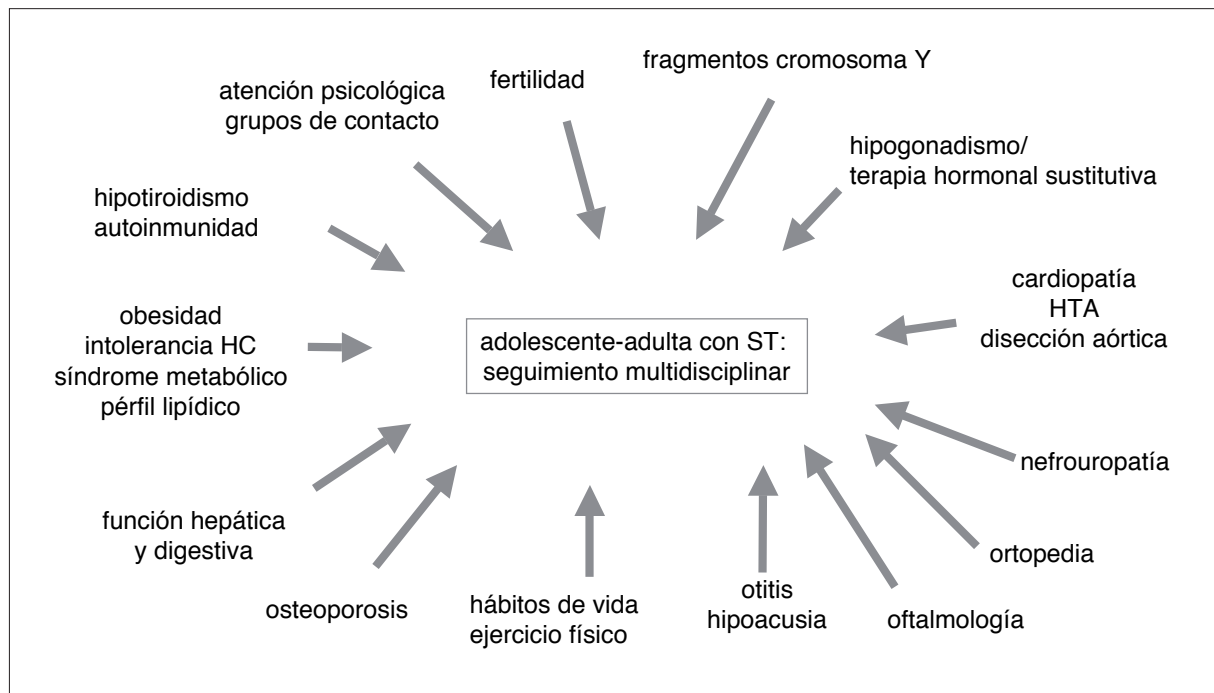 fragmentos cromosoma Y
fertilidad
atención psicológica
grupos de contacto
hipogonadismo/
terapia hormonal sustitutiva
hipotiroidismo
autoinmunidad
cardiopatía
HTA
disección aórtica
obesidad
intolerancia HC
síndrome metabólico
pérfil lipídico
adolescente-adulta con ST:
seguimiento multidisciplinar
nefrouropatía
función hepática
y digestiva
ortopedia
osteoporosis
hábitos de vida
ejercicio físico
otitis
hipoacusia
oftalmología